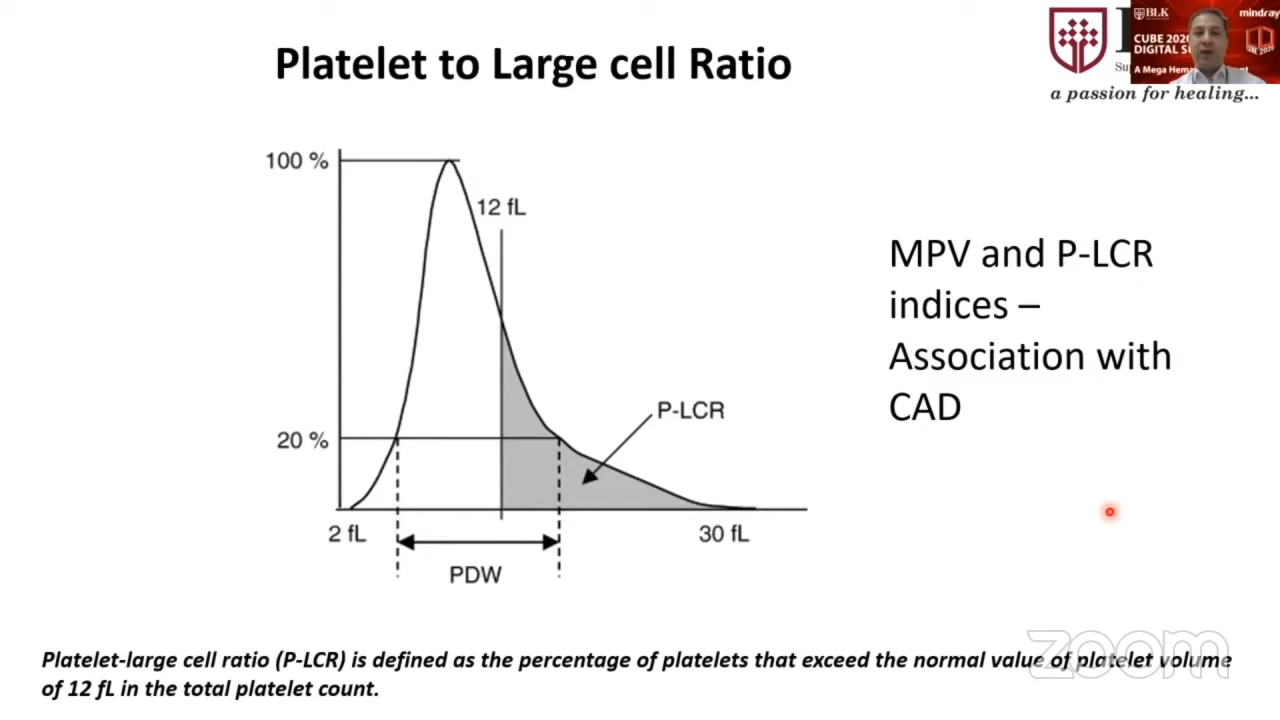 Platelet to Large cell Ratio
BLK
mindray
CUBE 202
DIGITAL S
A Mega Hema
a passion for healing...
100 %
12 fL
MPV and P-LCR
indices –
Association with
CAD
P-LCR
20 %
2 fL
30 fL
PDW
zoom
Platelet-large cell ratio (P-LCR) is defined as the percentage of platelets that exceed the normal value of platelet volume
of 12 fL in the total platelet count.